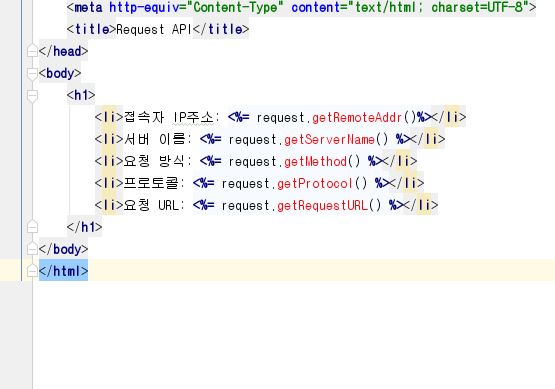 <meta http-equiv="Content-Type" content="text/html; charset=UTF-8">
<title>Request API</title>
</head>
<body>
<h1>
<li>접속자 IP주소: <%= request.getRemoteAddr()%></li>
<li>서버 이름: <%= request.getServerName() %></li>
<li>요청 방식: <%= request.getMethod() %></li>
<li>프로토콜: <%= request.getProtocol() %></li>
<li>요청 URL: <%= request.getRequestURL() %></li>
</h1>
</body>
</html>